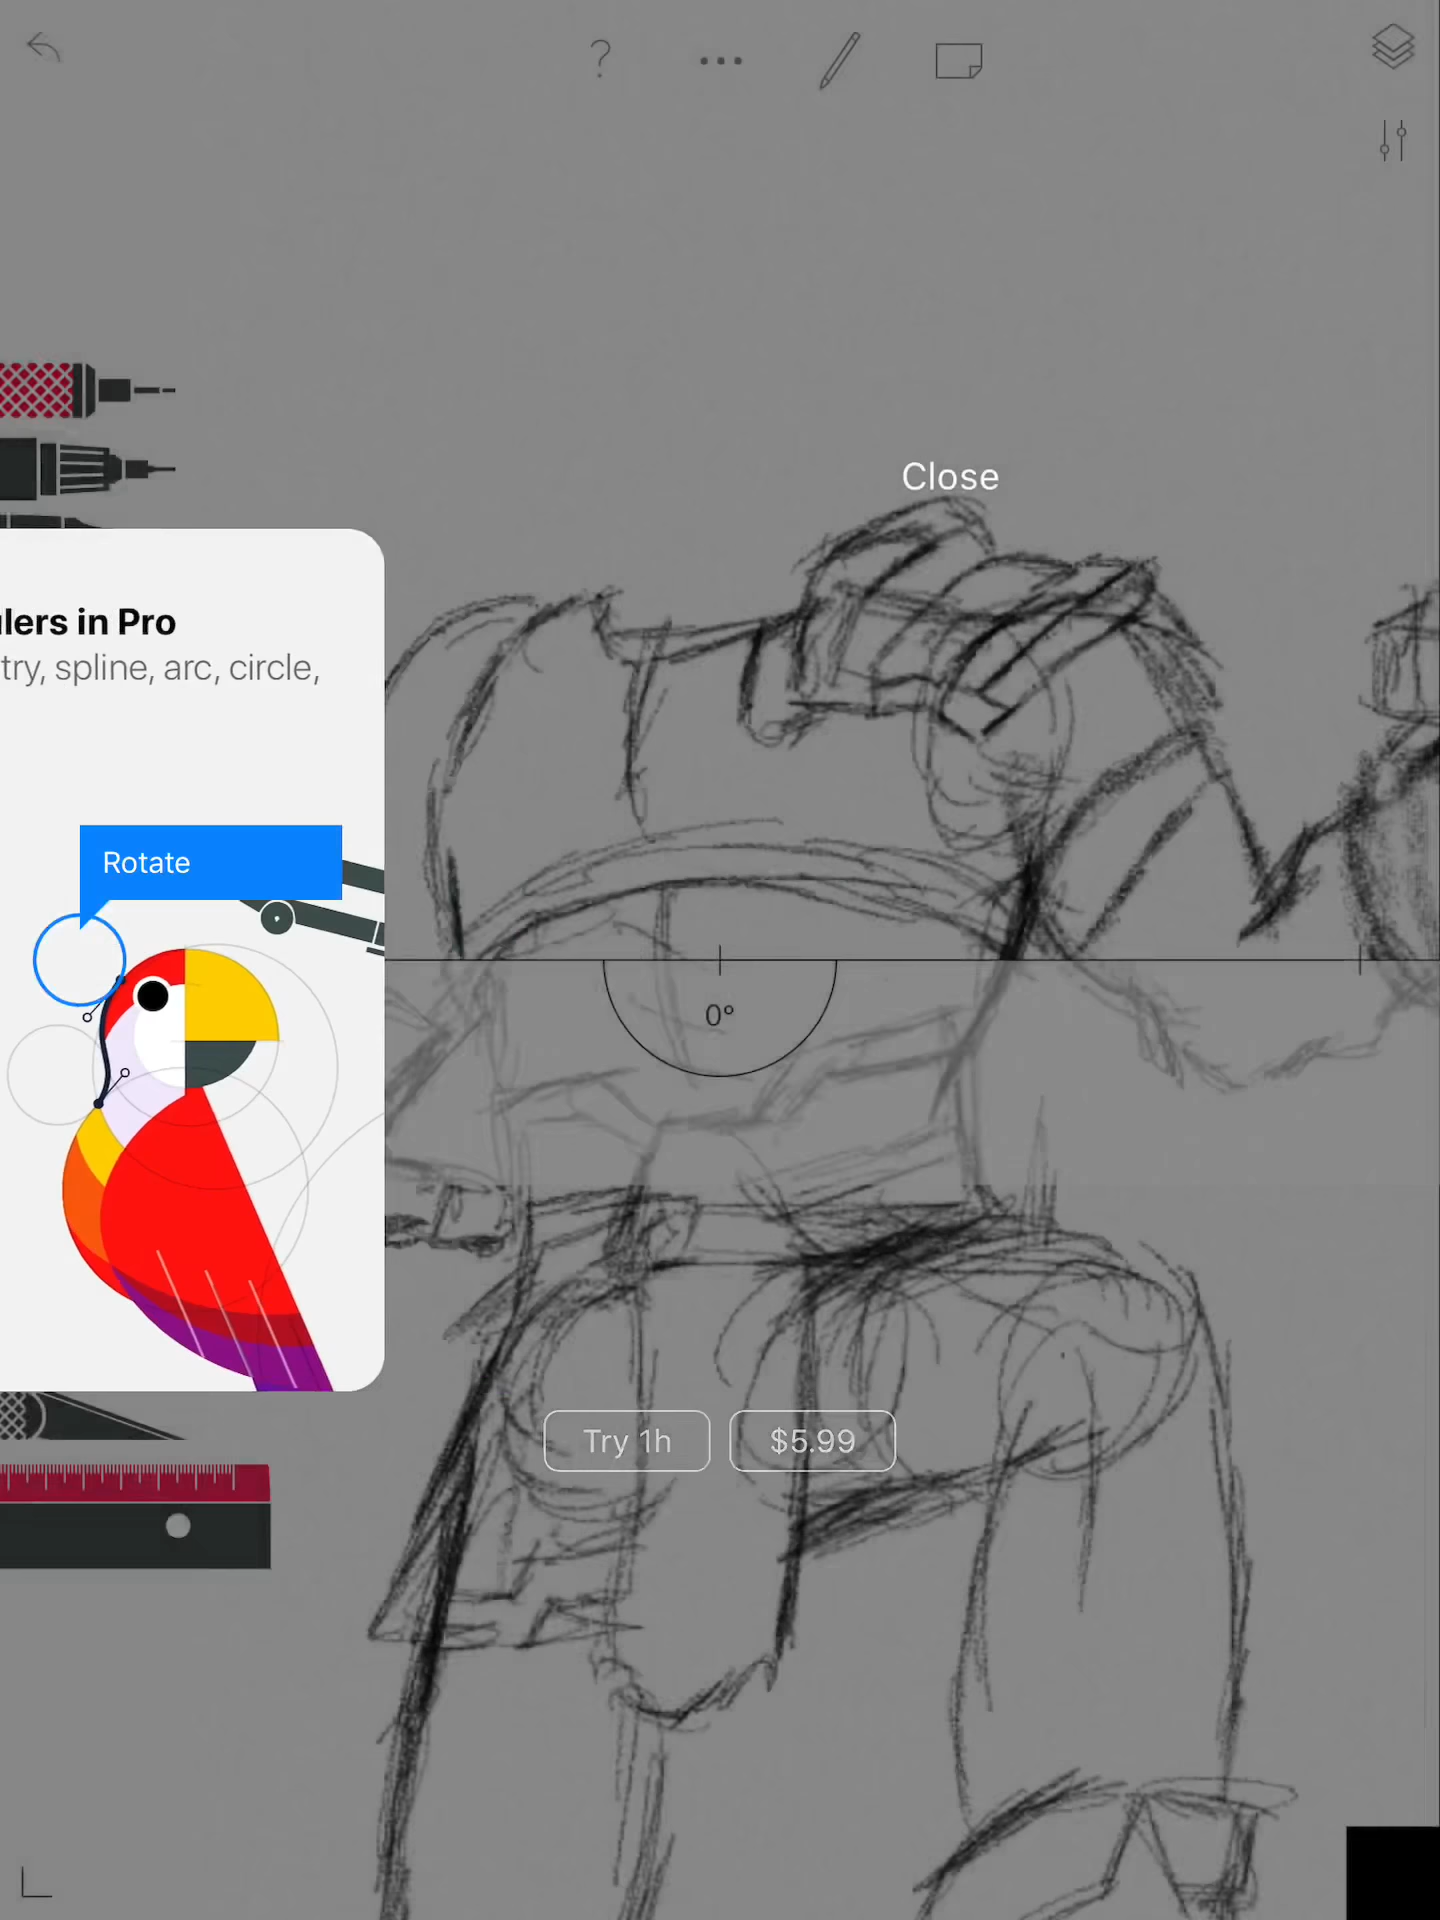 ?
Close
lers in Pro
try, spline, arc, circle,
Rotate
0°
Try 1h
$5.99